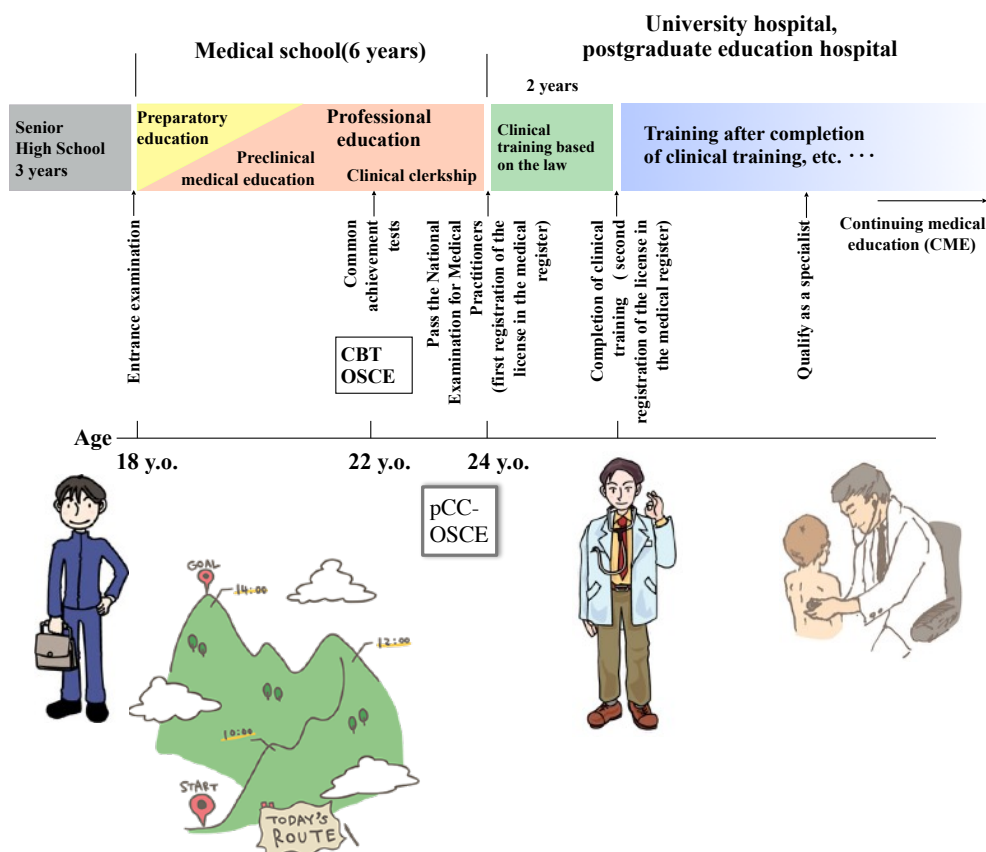 University hospital,
postgraduate education hospital
Medical school(6 years)
2 years
Senior
High School
3 years
Preparatory
education
Preclinical
medical education
Professional
education
Clinical clerkship
Clinical
training based
on the law
Training after completion
of clinical training, etc. ・・・
Continuing medical
education (CME)
Entrance examination
Common
achievement
tests
CBT
OSCE
Pass the National
Examination for Medical
Practitioners
(first registration of the
license in the medical
register)
Completion of clinical
training ( second
registration of the license in
the medical register)
Qualify as a specialist
Age
18 y.o.
22 y.o.
24 y.o.
pCC-
OSCE
GOAL
14:00
12:00
10:00
START
TODAY'S
ROUTE